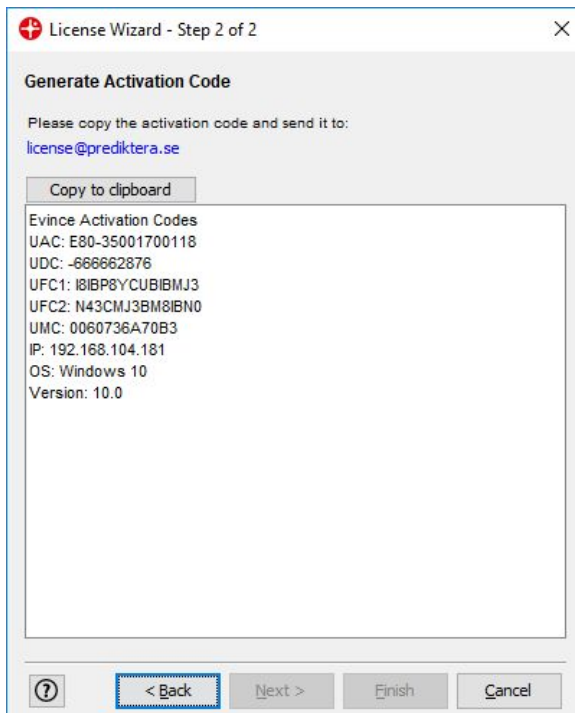 License Wizard - Step 2 of 2
Generate Activation Code
Please copy the activation code and send it to:
license@prediktera.se
Copy to clipboard
Evince Activation Codes
UAC: E80-35001700118
UDC: -666662876
UFC1: I8IBP8YCUBIBMJ3
UFC2: N43CMJ3BM8IBN0
UMC: 0060736A70B3
IP: 192.168.104.181
OS: Windows 10
Version: 10.0
? < Back Next > Finish Cancel